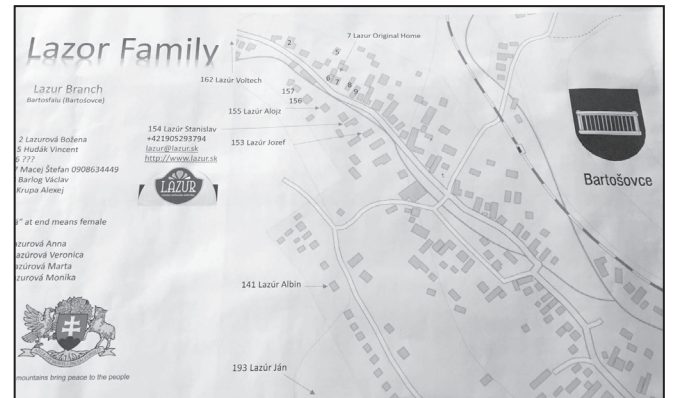 Lazor Family
Lazur Branch
Bartosfalu (Bartošovce)
2 Lazurová Božena
5 Hudák Vincent
6 ???
7 Macej Štefan 0908634449
Barlog Václav
Krupa Alexej
á" at end means female
azurová Anna
azúrová Veronica
azúrová Marta
azurová Monika
mountains bring peace to the people
154 Lazúr Stanislav
+421905293794
lazur@lazur.sk
http://www.lazur.sk
LAZUR
7 Lazur Original Home
2
5
6
7
8
9
162 Lazúr Voltech
157
156
155 Lazúr Alojz
153 Lazúr Jozef
141 Lazúr Albín
193 Lazúr Ján
Bartošovce